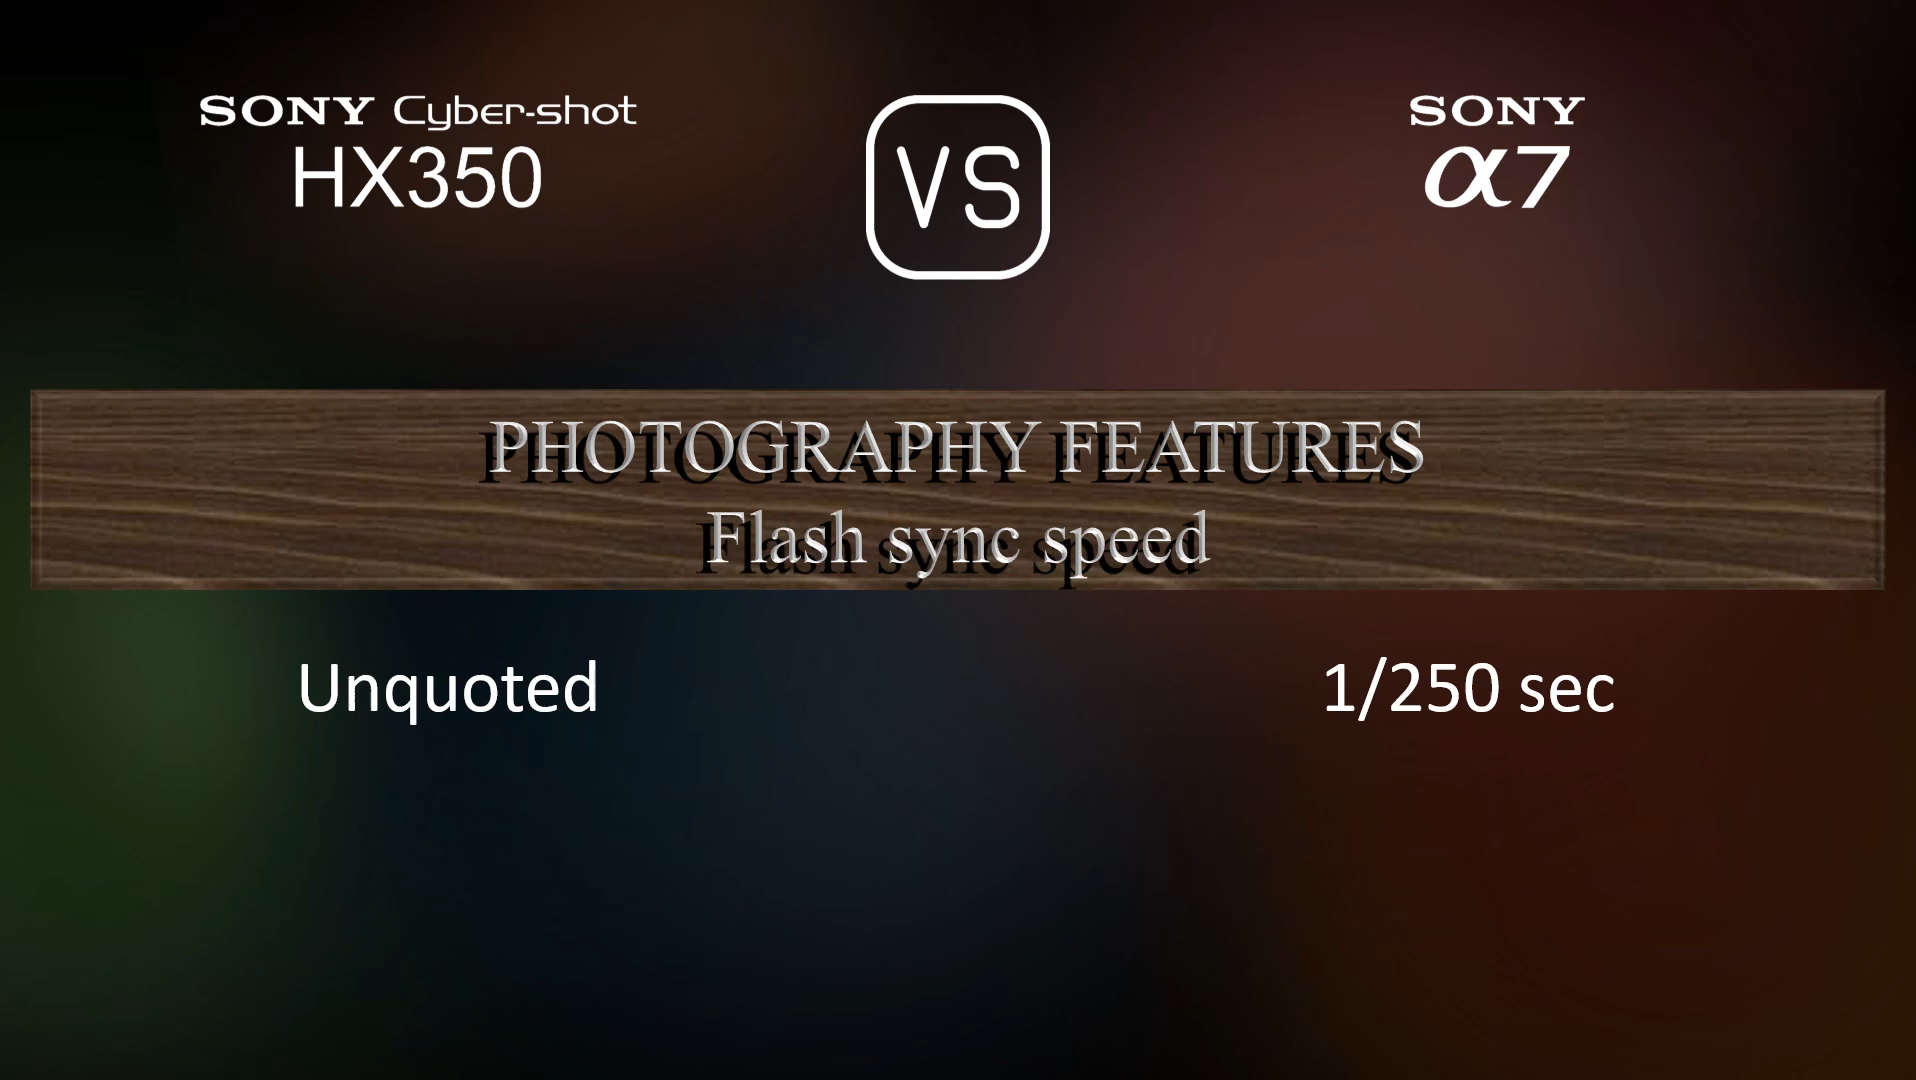 SONY Cyber-shot
HX350
VS
SONY
α7
PHOTOGRAPHY FEATURES
Flash sync speed
Unquoted
1/250 sec